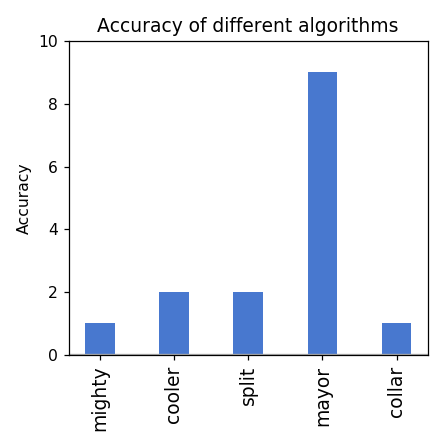 Accuracy of different algorithms
10
8
6
4
2
0
Accuracy
mighty
cooler
split
mayor
collar